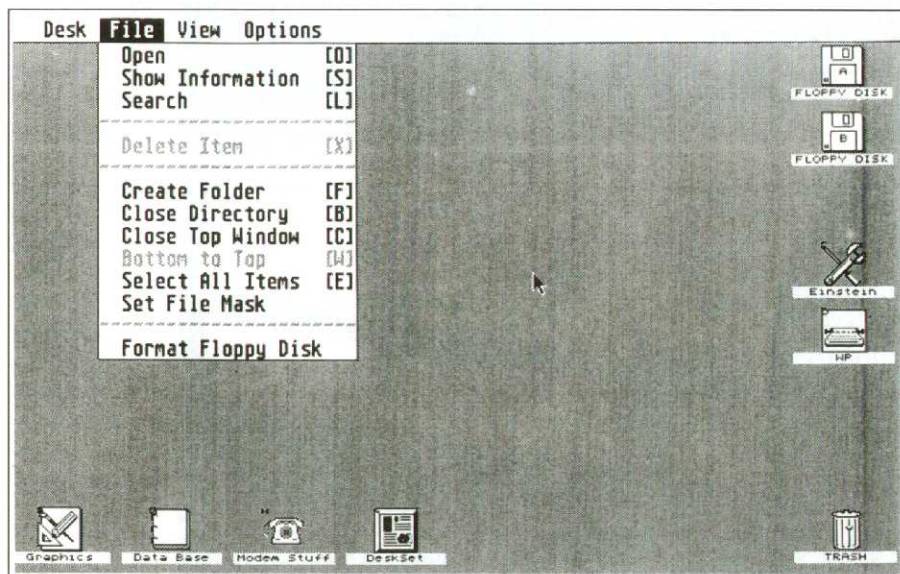 Desk File View Options
Open [O]
Show Information [S]
Search [L]
Delete Item [X]
Create Folder [F]
Close Directory [B]
Close Top Window [C]
Bottom to Top [W]
Select All Items [E]
Set File Mask
Format Floppy Disk
A
FLOPPY DISK
B
FLOPPY DISK
Einstein
WP
Graphics
Data Base
Modem Stuff
DeskSet
TRASH